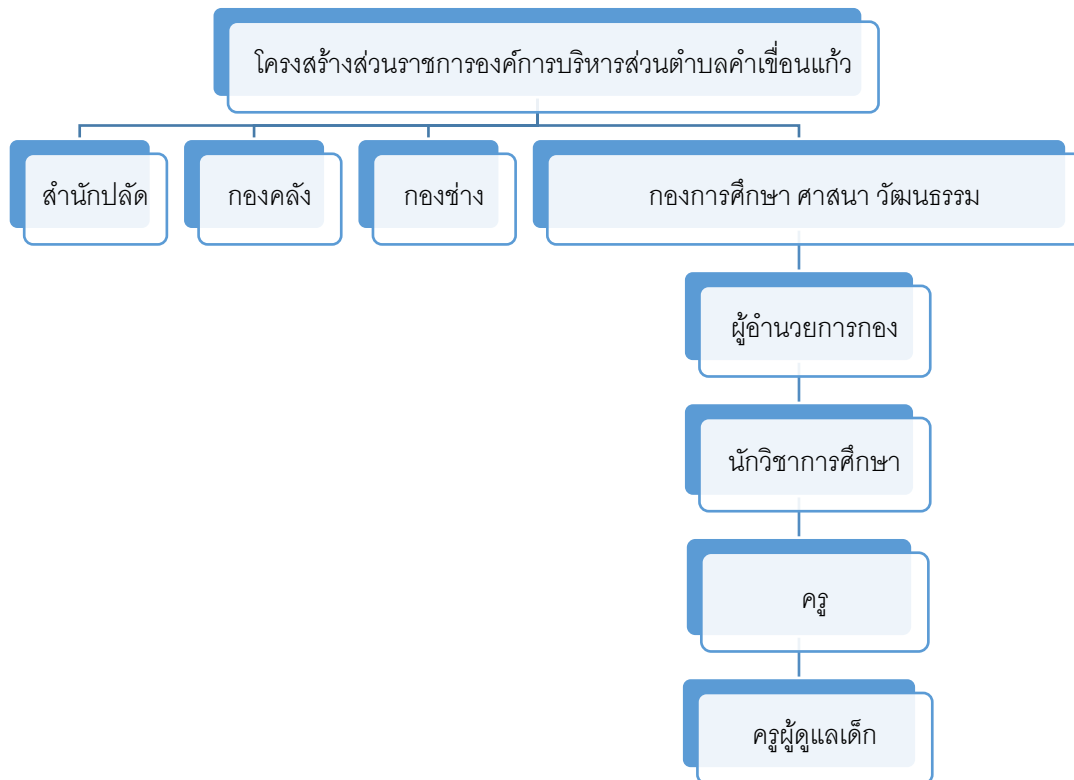 โครงสร้างส่วนราชการองค์การบริหารส่วนตำบลคำเขื่อนแก้ว
สำนักปลัด
กองคลัง
กองช่าง
กองการศึกษา ศาสนา วัฒนธรรม
ผู้อำนวยการกอง
นักวิชาการศึกษา
ครู
ครูผู้ดูแลเด็ก